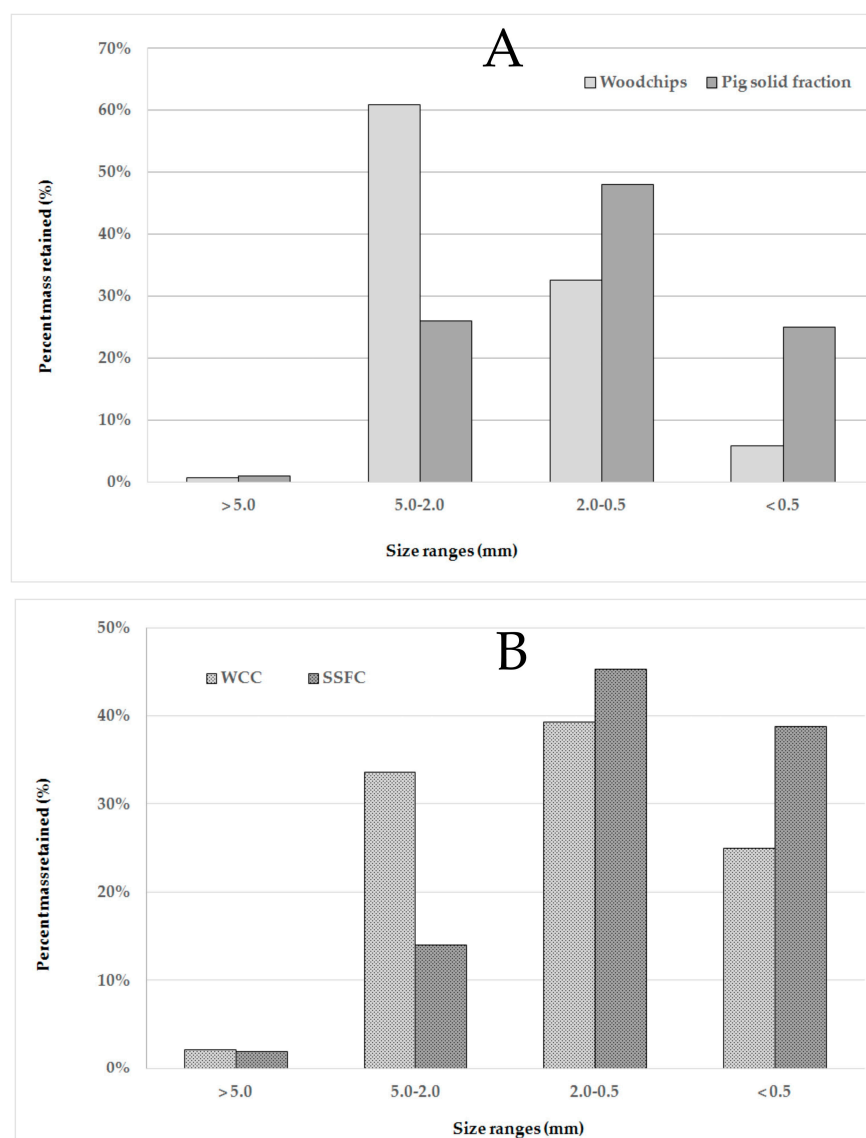 A
70%
Woodchips Pig solid fraction
60%
50%
40%
30%
20%
10%
0%
Percent mass retained (%)
> 5.0 5.0-2.0 2.0-0.5 < 0.5
Size ranges (mm)
B
50%
WCC SSFC
40%
30%
20%
10%
0%
Percent mass retained (%)
> 5.0 5.0-2.0 2.0-0.5 < 0.5
Size ranges (mm)